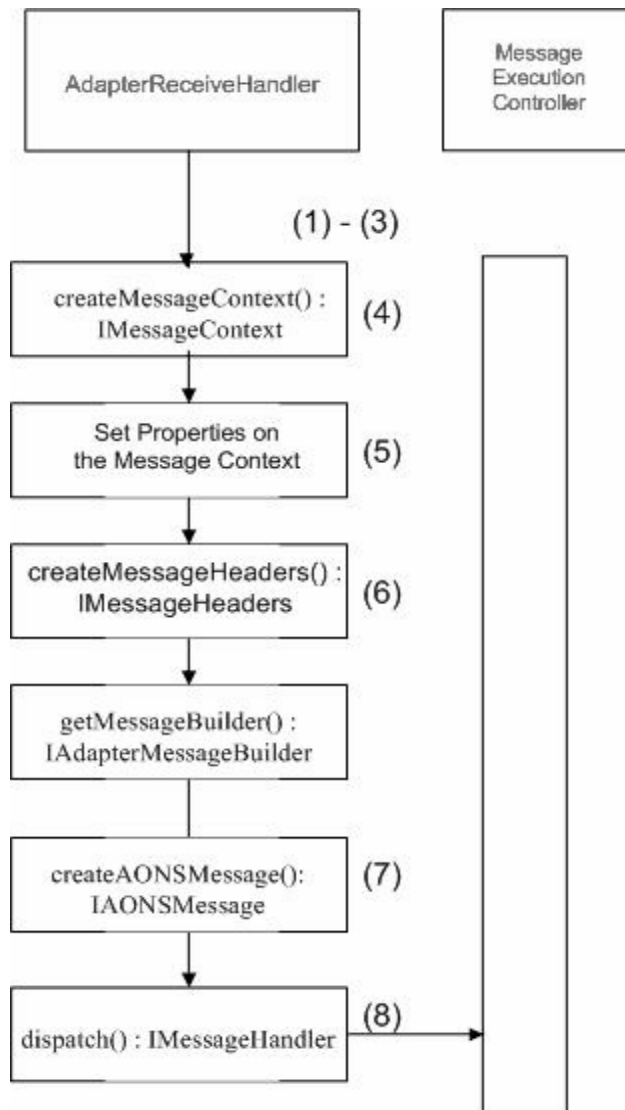 AdapterReceiveHandler
Message
Execution
Controller
(1) - (3)
createMessageContext() :
IMessageContext
(4)
Set Properties on
the Message Context
(5)
createMessageHeaders() :
IMessageHeaders
(6)
getMessageBuilder() :
IAdapterMessageBuilder
createAONSMessage():
IAONSMessage
(7)
dispatch() : IMessageHandler
(8)